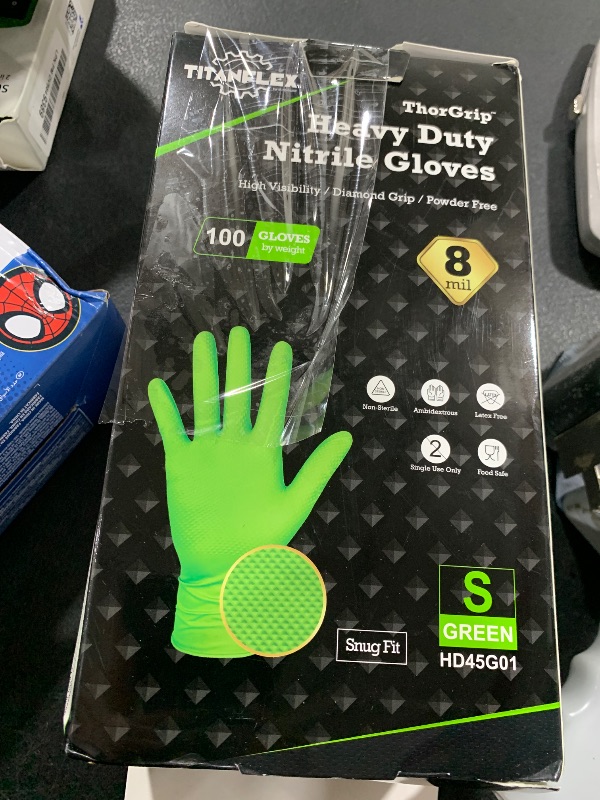 TITANFLEX
ThorGrip™
Heavy Duty
Nitrile Gloves
High Visibility / Diamond Grip / Powder Free
100 GLOVES
by weight
8
mil
Non-Sterile Ambidextrous Latex Free
2
Single Use Only Food Safe
S
GREEN
Snug Fit
HD45G01